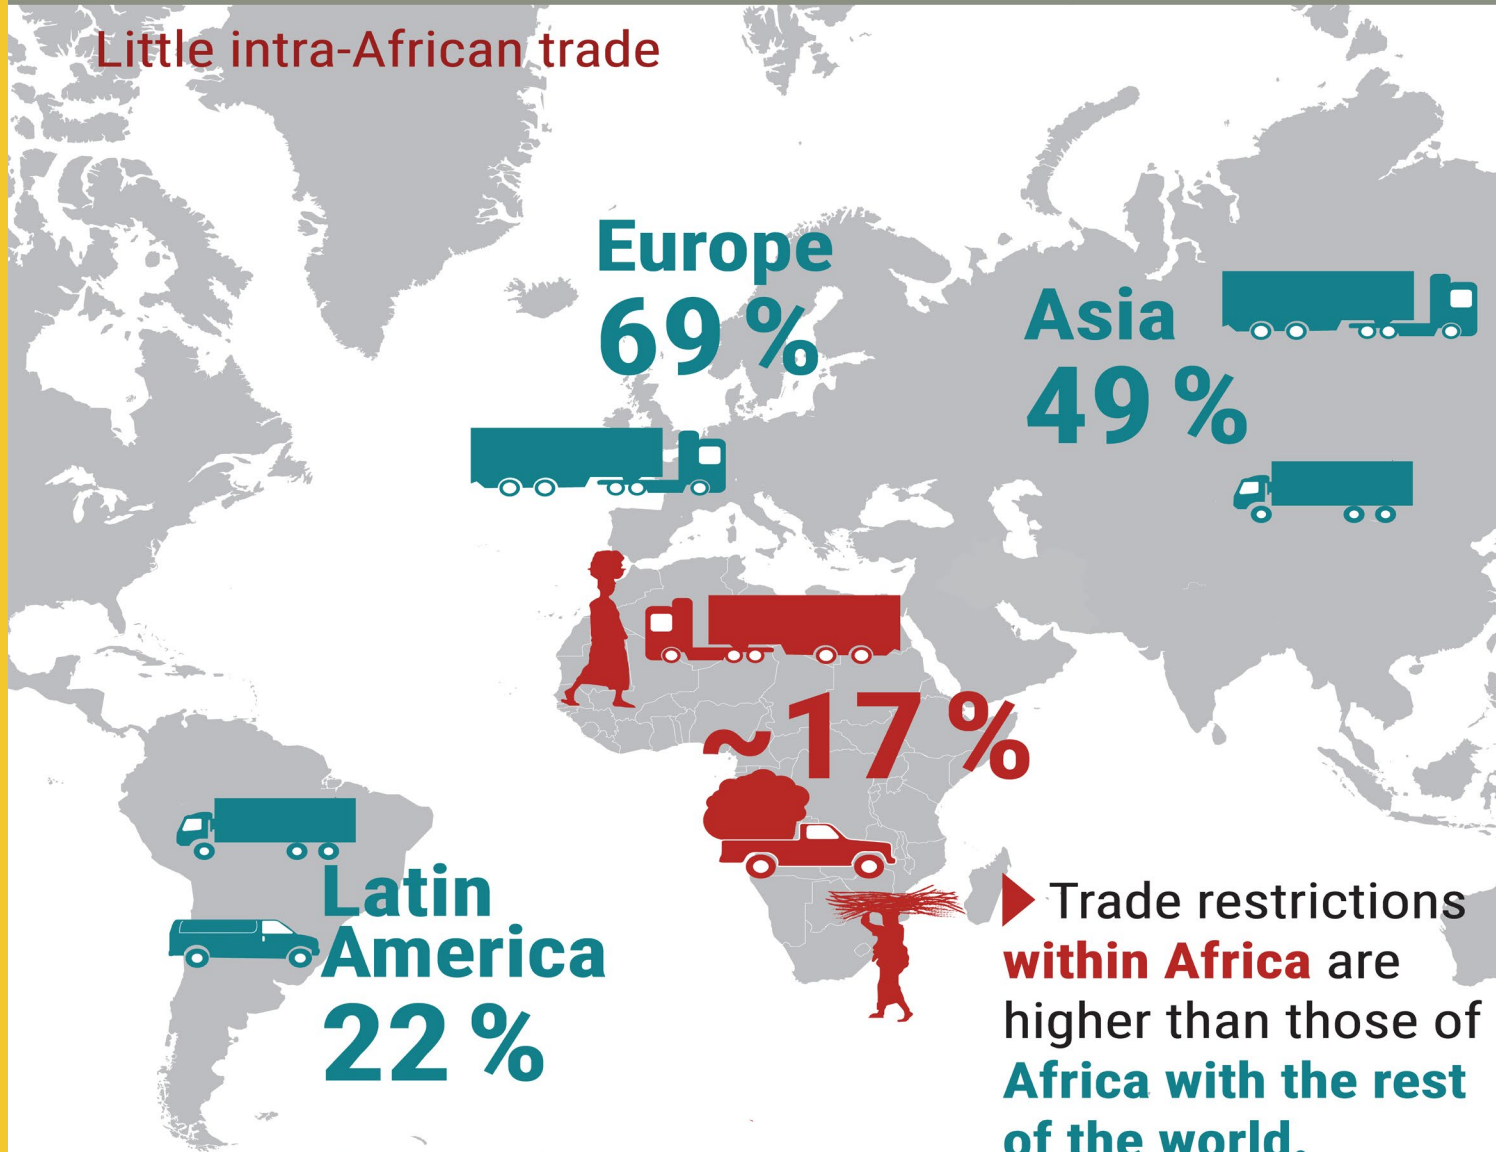 Little intra-African trade
Europe
69 %
Asia
49 %
~17 %
Latin
America
22 %
Trade restrictions
within Africa are
higher than those of
Africa with the rest
of the world.